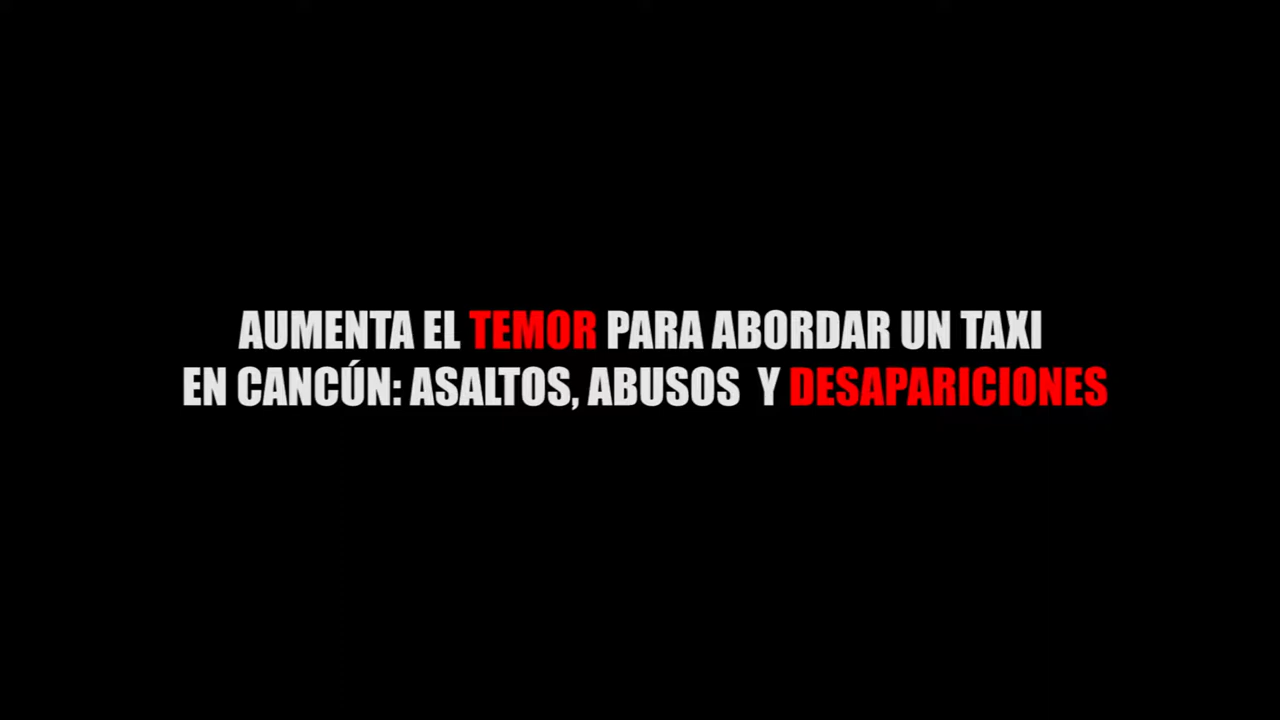 AUMENTA EL TEMOR PARA ABORDAR UN TAXI
EN CANCÚN: ASALTOS, ABUSOS Y DESAPARICIONES